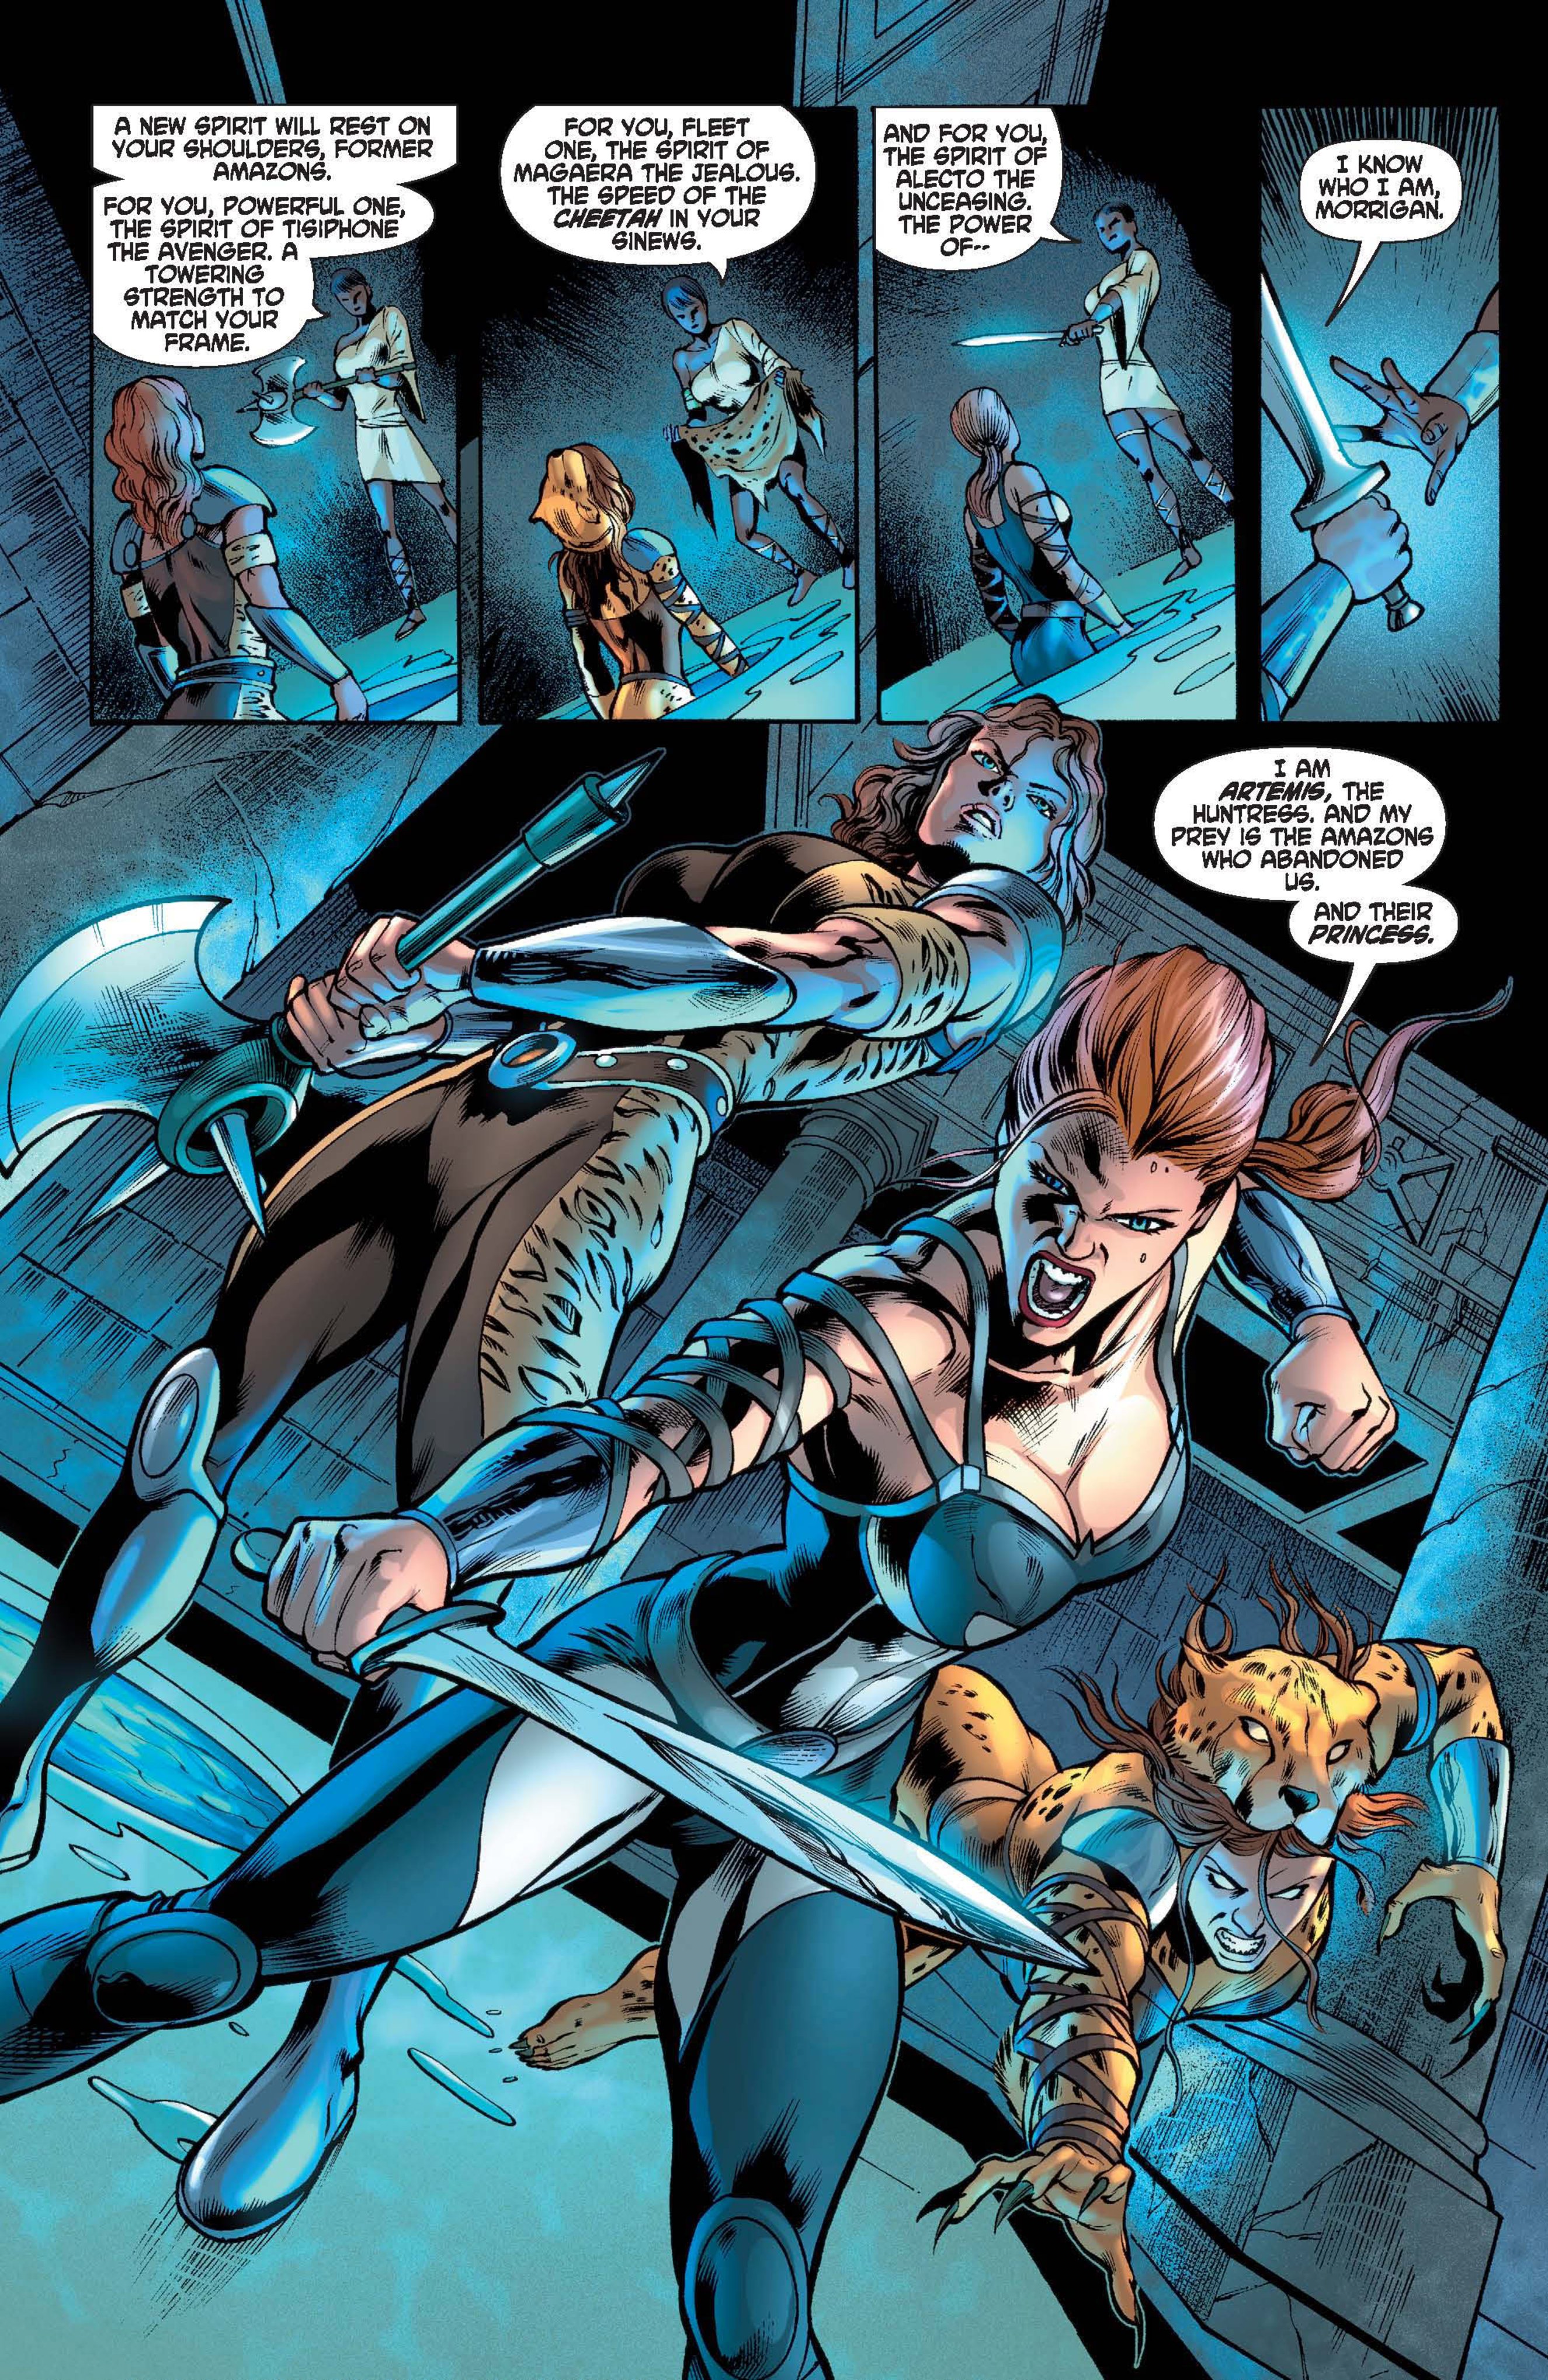 A NEW SPIRIT WILL REST ON
YOUR SHOULDERS, FORMER
AMAZONS.
FOR YOU, POWERFUL ONE,
THE SPIRIT OF TISIPHONE
THE AVENGER. A
TOWERING
STRENGTH TO
MATCH YOUR
FRAME.
FOR YOU, FLEET
ONE, THE SPIRIT OF
MAGAERA THE JEALOUS.
THE SPEED OF THE
CHEETAH IN YOUR
SINEWS.
AND FOR YOU,
THE SPIRIT OF
ALECTO THE
UNCEASING.
THE POWER
OF--
I KNOW
WHO I AM,
MORRIGAN.
I AM
ARTEMIS, THE
HUNTRESS. AND MY
PREY IS THE AMAZONS
WHO ABANDONED
US.
AND THEIR
PRINCESS.